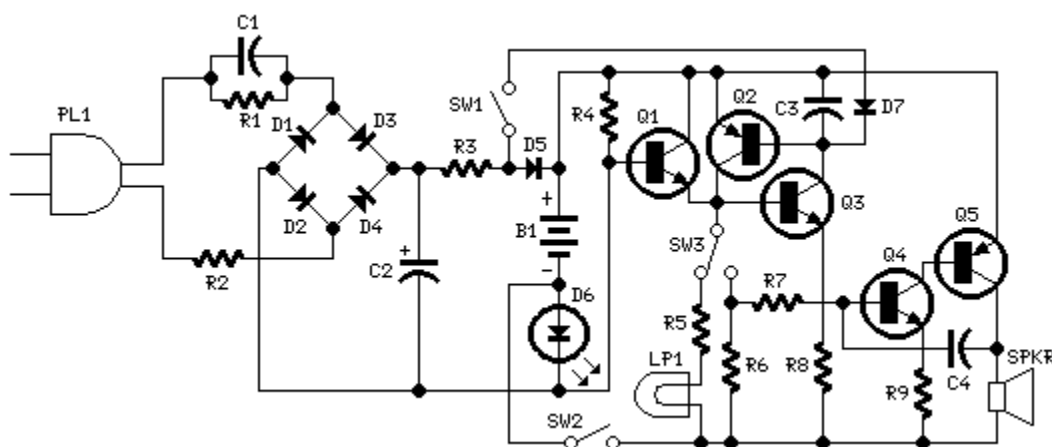 C1
R1
PL1
D1
D3
D2
D4
R2
R3
C2
SW1
D5
+
B1
−
+
D6
SW2
R4
Q1
Q2
C3
D7
Q3
SW3
R5
LP1
R6
R7
R8
Q4
Q5
R9
C4
SPKR